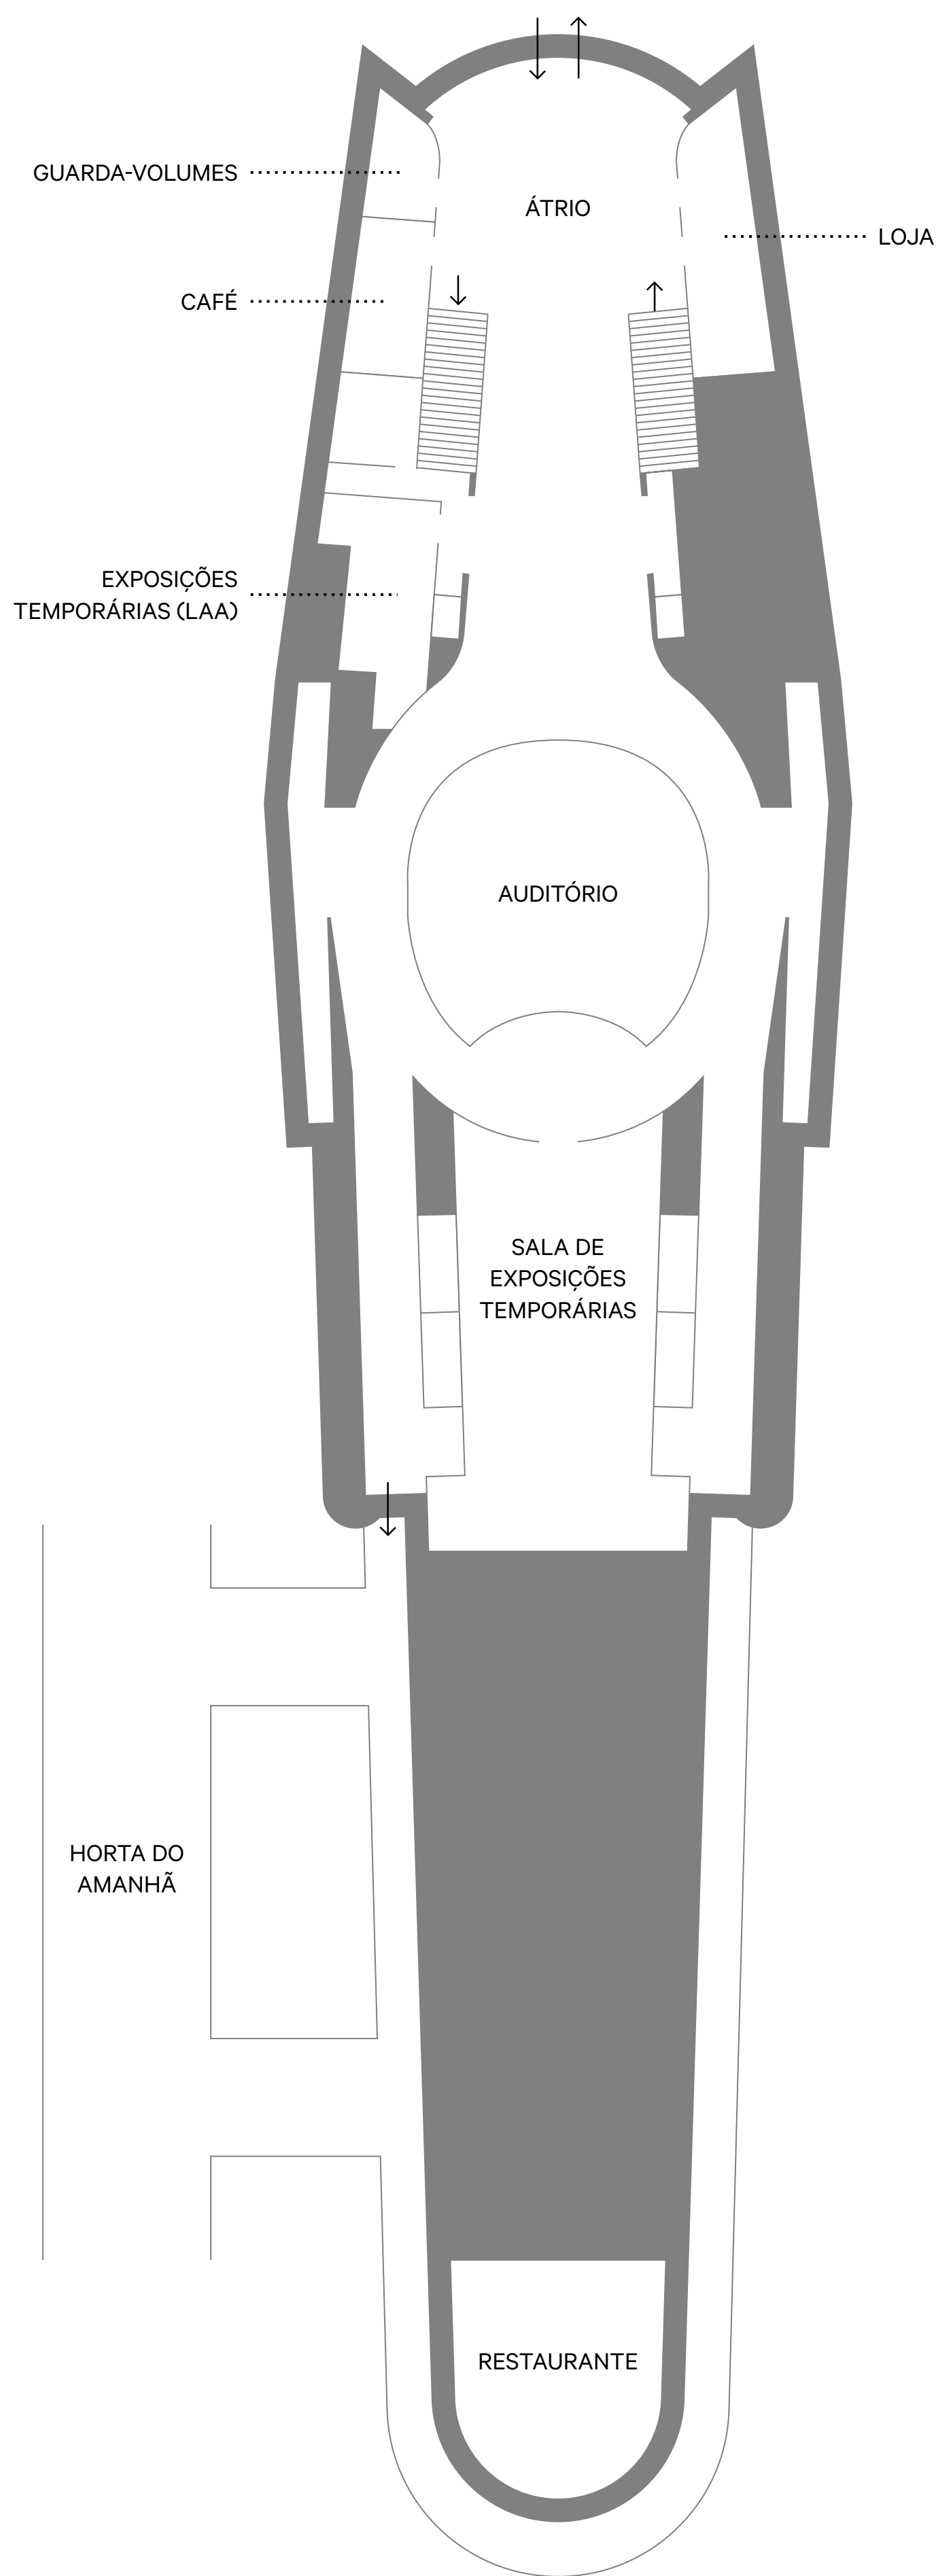 GUARDA-VOLUMES
ÁTRIO
LOJA
CAFÉ
EXPOSIÇÕES
TEMPORÁRIAS (LAA)
AUDITÓRIO
SALA DE
EXPOSIÇÕES
TEMPORÁRIAS
HORTA DO
AMANHÃ
RESTAURANTE